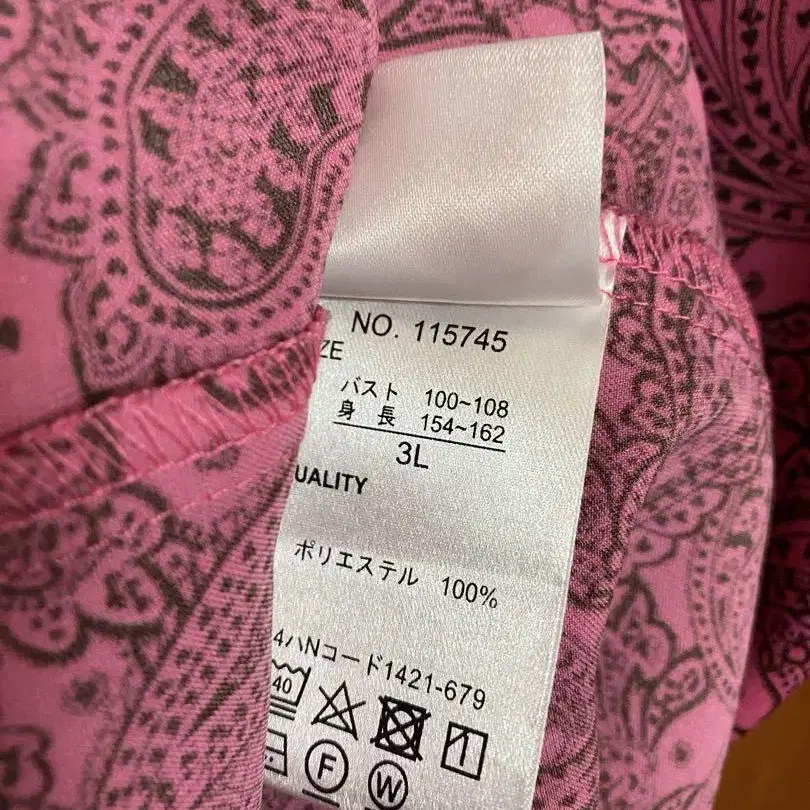 NO. 115745
ZE
バスト 100~108
身長 154~162
3L
UALITY
ポリエステル 100%
4ハNコード1421-679
40
F
W